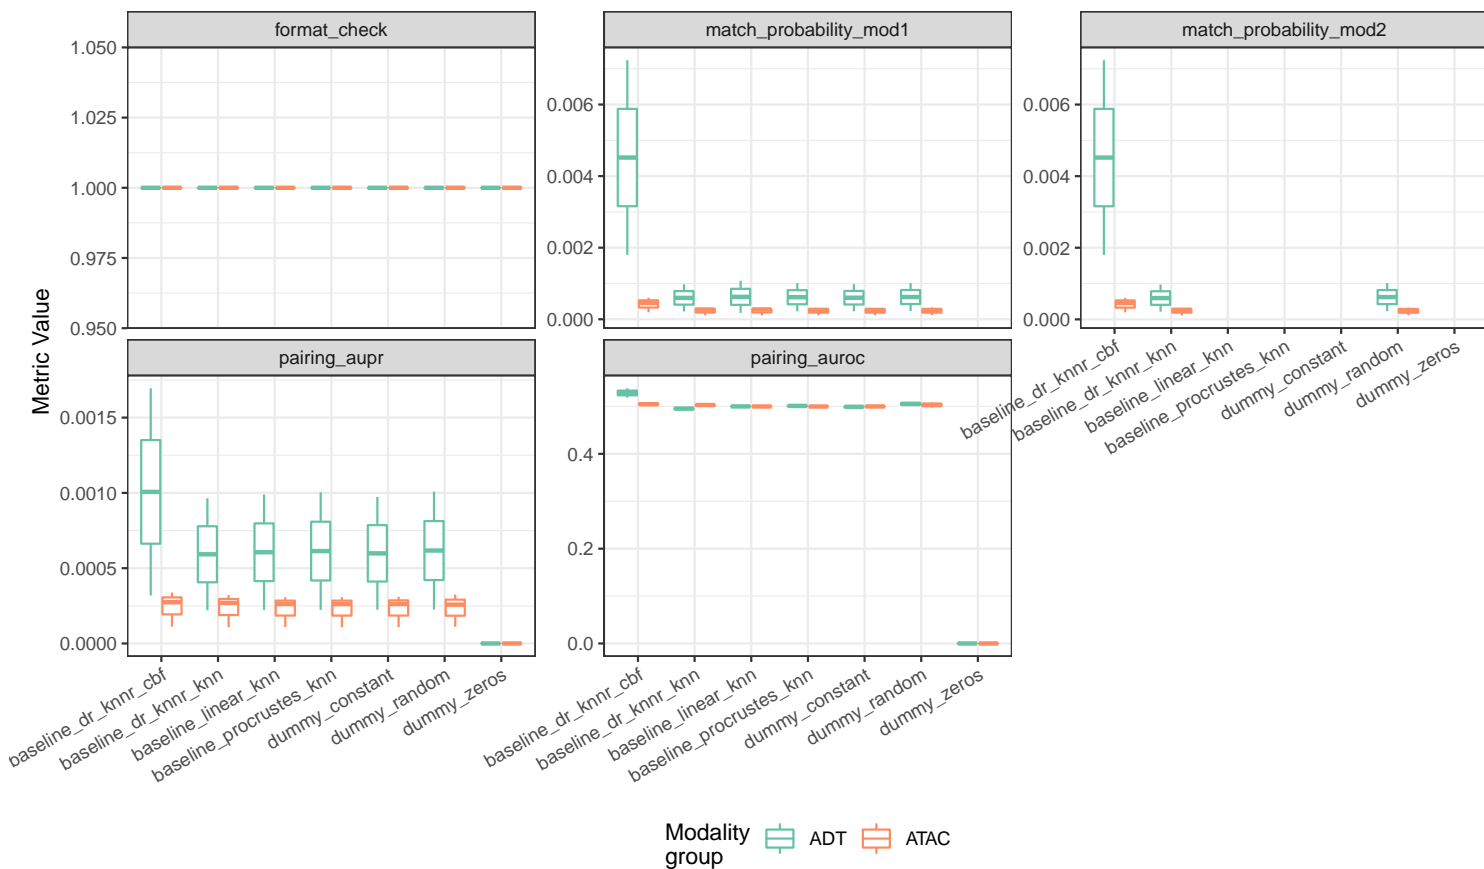 format_check
match_probability_mod1
match_probability_mod2
1.050
1.025
1.000
0.975
0.950
0.006
0.004
0.002
0.000
0.006
0.004
0.002
0.000
baseline_dr_knnr_cbf
baseline_dr_knnr_knn
baseline_linear_knn
baseline_procrustes_knn
dummy_constant
dummy_random
dummy_zeros
Metric Value
pairing_aupr
pairing_auroc
0.0015
0.0010
0.0005
0.0000
0.4
0.2
0.0
baseline_dr_knnr_cbf
baseline_dr_knnr_knn
baseline_linear_knn
baseline_procrustes_knn
dummy_constant
dummy_random
dummy_zeros
baseline_dr_knnr_cbf
baseline_dr_knnr_knn
baseline_linear_knn
baseline_procrustes_knn
dummy_constant
dummy_random
dummy_zeros
Modality
group
ADT
ATAC